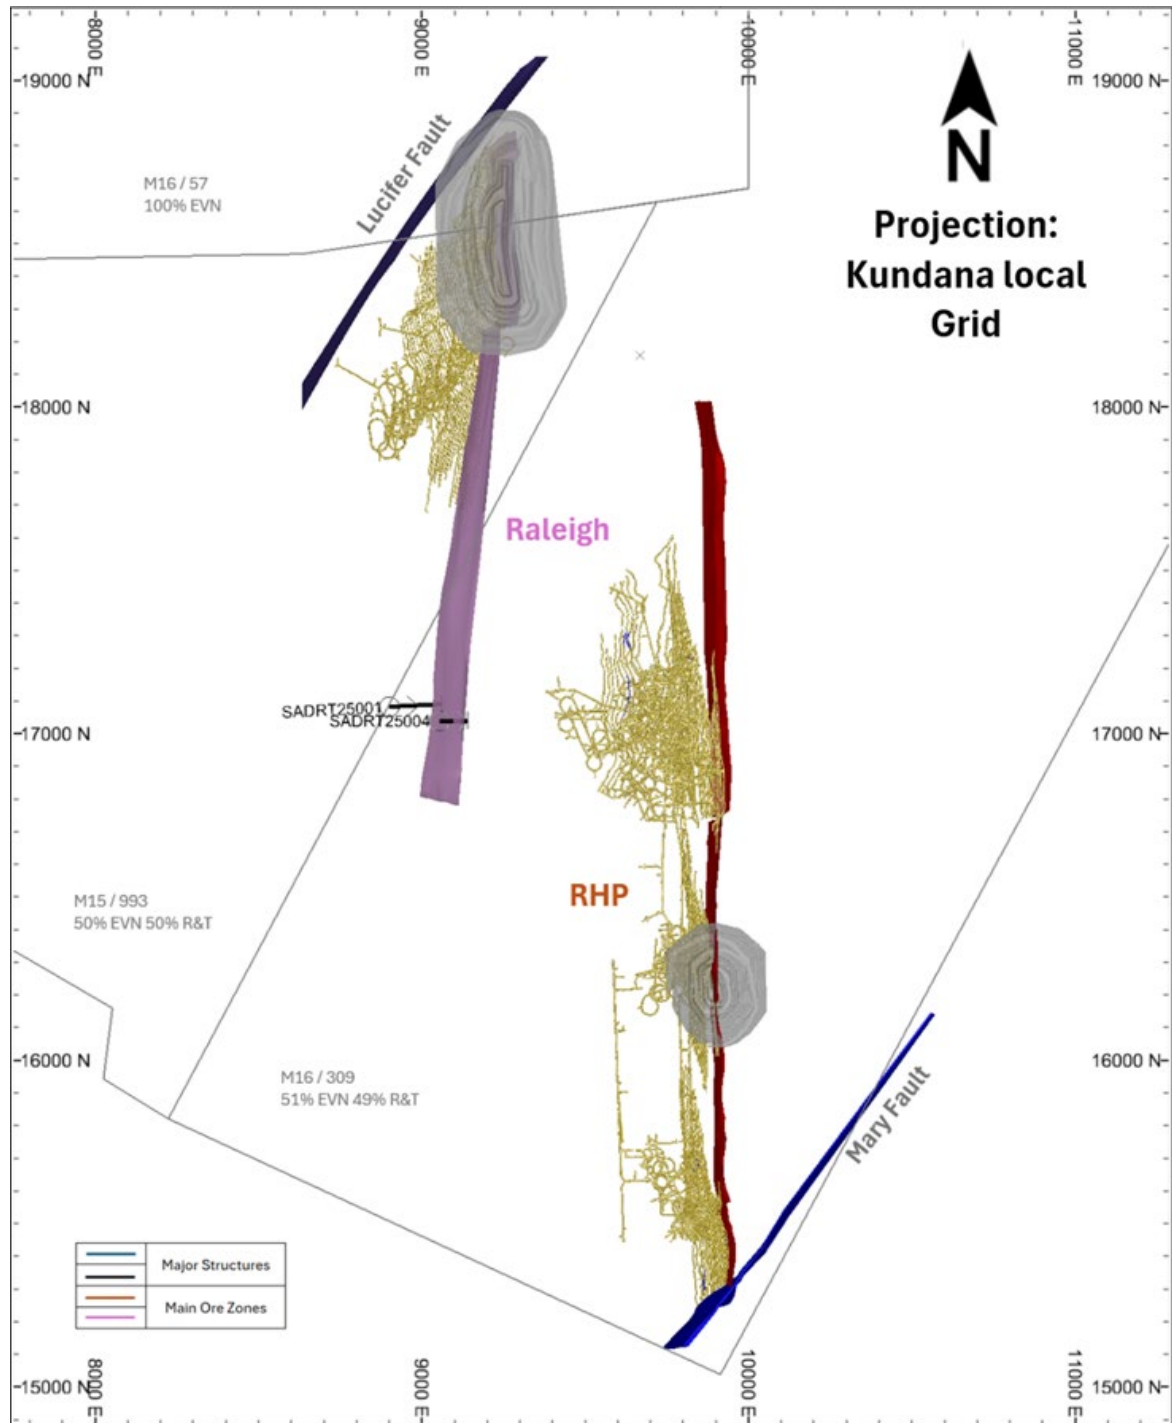 8000 E
9000 E
10000 E
11000 E
19000 N
19000 N
N
Projection:
Kundana local
Grid
Lucifer Fault
M16 / 57
100% EVN
18000 N
18000 N
Raleigh
SADRT25001
SADRT25004
17000 N
17000 N
RHP
M15 / 993
50% EVN 50% R&T
16000 N
16000 N
M16 / 309
51% EVN 49% R&T
Mary Fault
Major Structures
Main Ore Zones
15000 N
15000 N
8000 E
9000 E
10000 E
11000 E